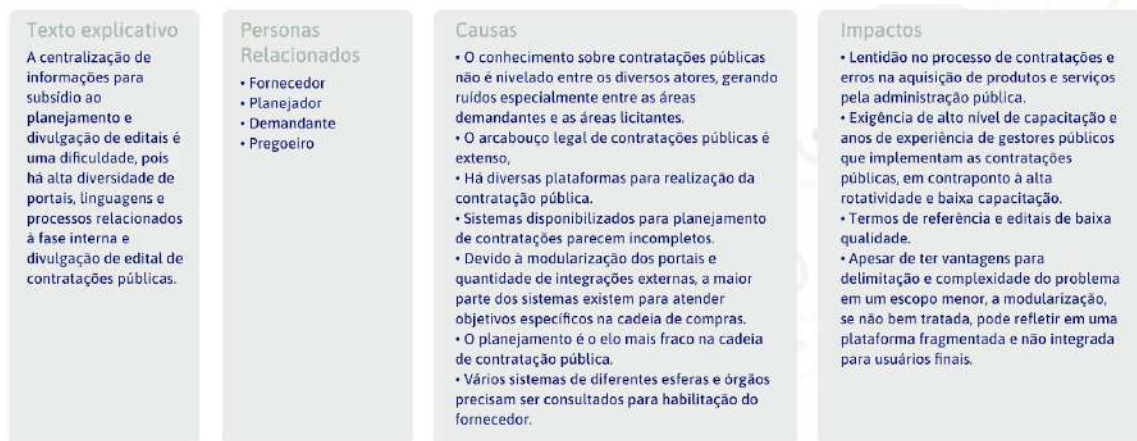 Texto explicativo
A centralização de
informações para
subsídio ao
planejamento e
divulgação de editais é
uma dificuldade, pois
há alta diversidade de
portais, linguagens e
processos relacionados
à fase interna e
divulgação de edital de
contratações públicas.
Personas
Relacionados
• Fornecedor
• Planejador
• Demandante
• Pregoeiro
Causas
• O conhecimento sobre contratações públicas
não é nivelado entre os diversos atores, gerando
ruídos especialmente entre as áreas
demandantes e as áreas licitantes.
• O arcabouço legal de contratações públicas é
extenso,
• Há diversas plataformas para realização da
contratação pública.
• Sistemas disponibilizados para planejamento
de contratações parecem incompletos.
• Devido à modularização dos portais e
quantidade de integrações externas, a maior
parte dos sistemas existem para atender
objetivos específicos na cadeia de compras.
• O planejamento é o elo mais fraco na cadeia
de contratação pública.
• Vários sistemas de diferentes esferas e órgãos
precisam ser consultados para habilitação do
fornecedor.
Impactos
• Lentidão no processo de contratações e
erros na aquisição de produtos e serviços
pela administração pública.
• Exigência de alto nível de capacitação e
anos de experiência de gestores públicos
que implementam as contratações
públicas, em contraponto à alta
rotatividade e baixa capacitação.
• Termos de referência e editais de baixa
qualidade.
• Apesar de ter vantagens para
delimitação e complexidade do problema
em um escopo menor, a modularização,
se não bem tratada, pode refletir em uma
plataforma fragmentada e não integrada
para usuários finais.